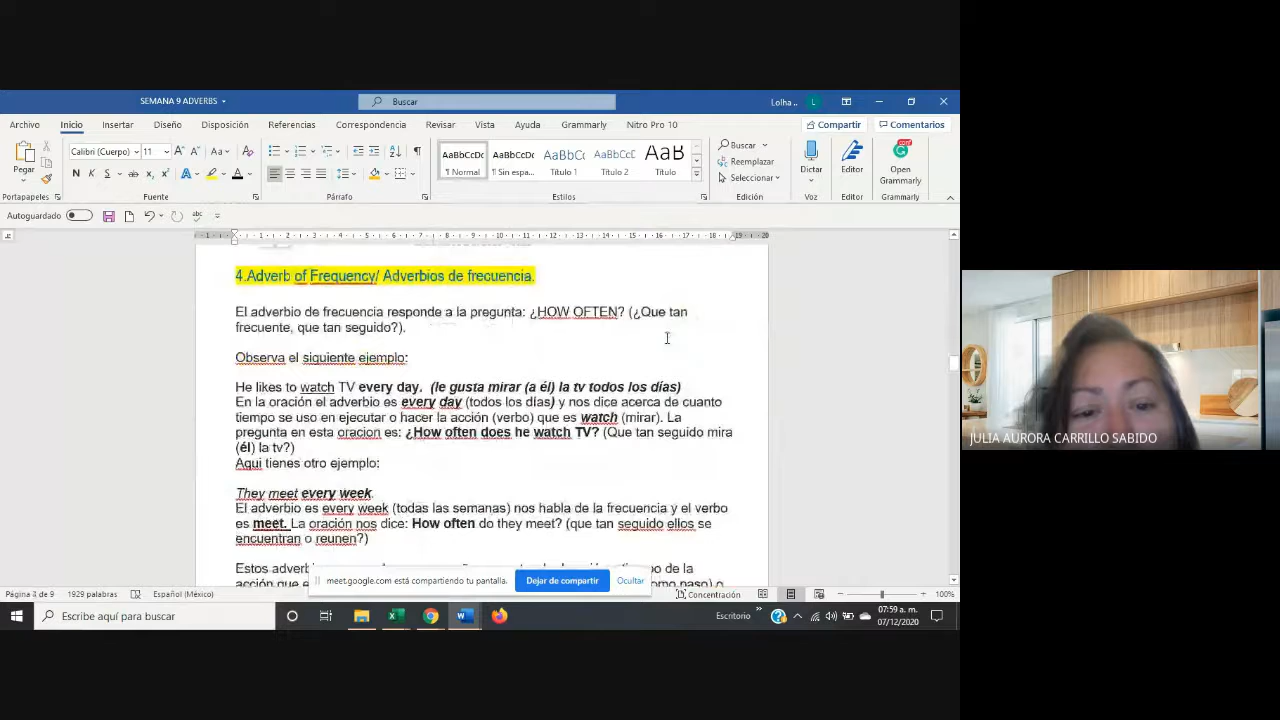 SEMANA 9 ADVERBS
Buscar
Lolha ..
L
Archivo Inicio Insertar Diseño Disposición Referencias Correspondencia Revisar Vista Ayuda Grammarly Nitro Pro 10 Compartir Comentarios
Calibri (Cuerpo) 11
AaBbCcDc AaBbCcDc AaBbCc AaBbCcC AaB
Pegar
¶ Normal ¶ Sin espa... Título 1 Título 2 Título
Buscar
Reemplazar
Seleccionar
Dictar Editor Open Grammarly
Portapapeles Fuente Párrafo Estilos Edición Voz Editor Grammarly
Autoguardado
4.Adverb of Frequency/ Adverbios de frecuencia.
El adverbio de frecuencia responde a la pregunta: ¿HOW OFTEN? (¿Que tan
frecuente, que tan seguido?).
Observa el siguiente ejemplo:
He likes to watch TV every day. (le gusta mirar (a él) la tv todos los días)
En la oración el adverbio es every day (todos los días) y nos dice acerca de cuanto
tiempo se uso en ejecutar o hacer la acción (verbo) que es watch (mirar). La
pregunta en esta oracion es: ¿How often does he watch TV? (Que tan seguido mira
(él) la tv?)
Aqui tienes otro ejemplo:
They meet every week.
El adverbio es every week (todas las semanas) nos habla de la frecuencia y el verbo
es meet. La oración nos dice: How often do they meet? (que tan seguido ellos se
encuentran o reunen?)
meet.google.com está compartiendo tu pantalla.
Dejar de compartir
Ocultar
JULIA AURORA CARRILLO SABIDO
1929 palabras Español (México) Concentración 100%
Escribe aquí para buscar
Escritorio
07:59 a. m.
07/12/2020